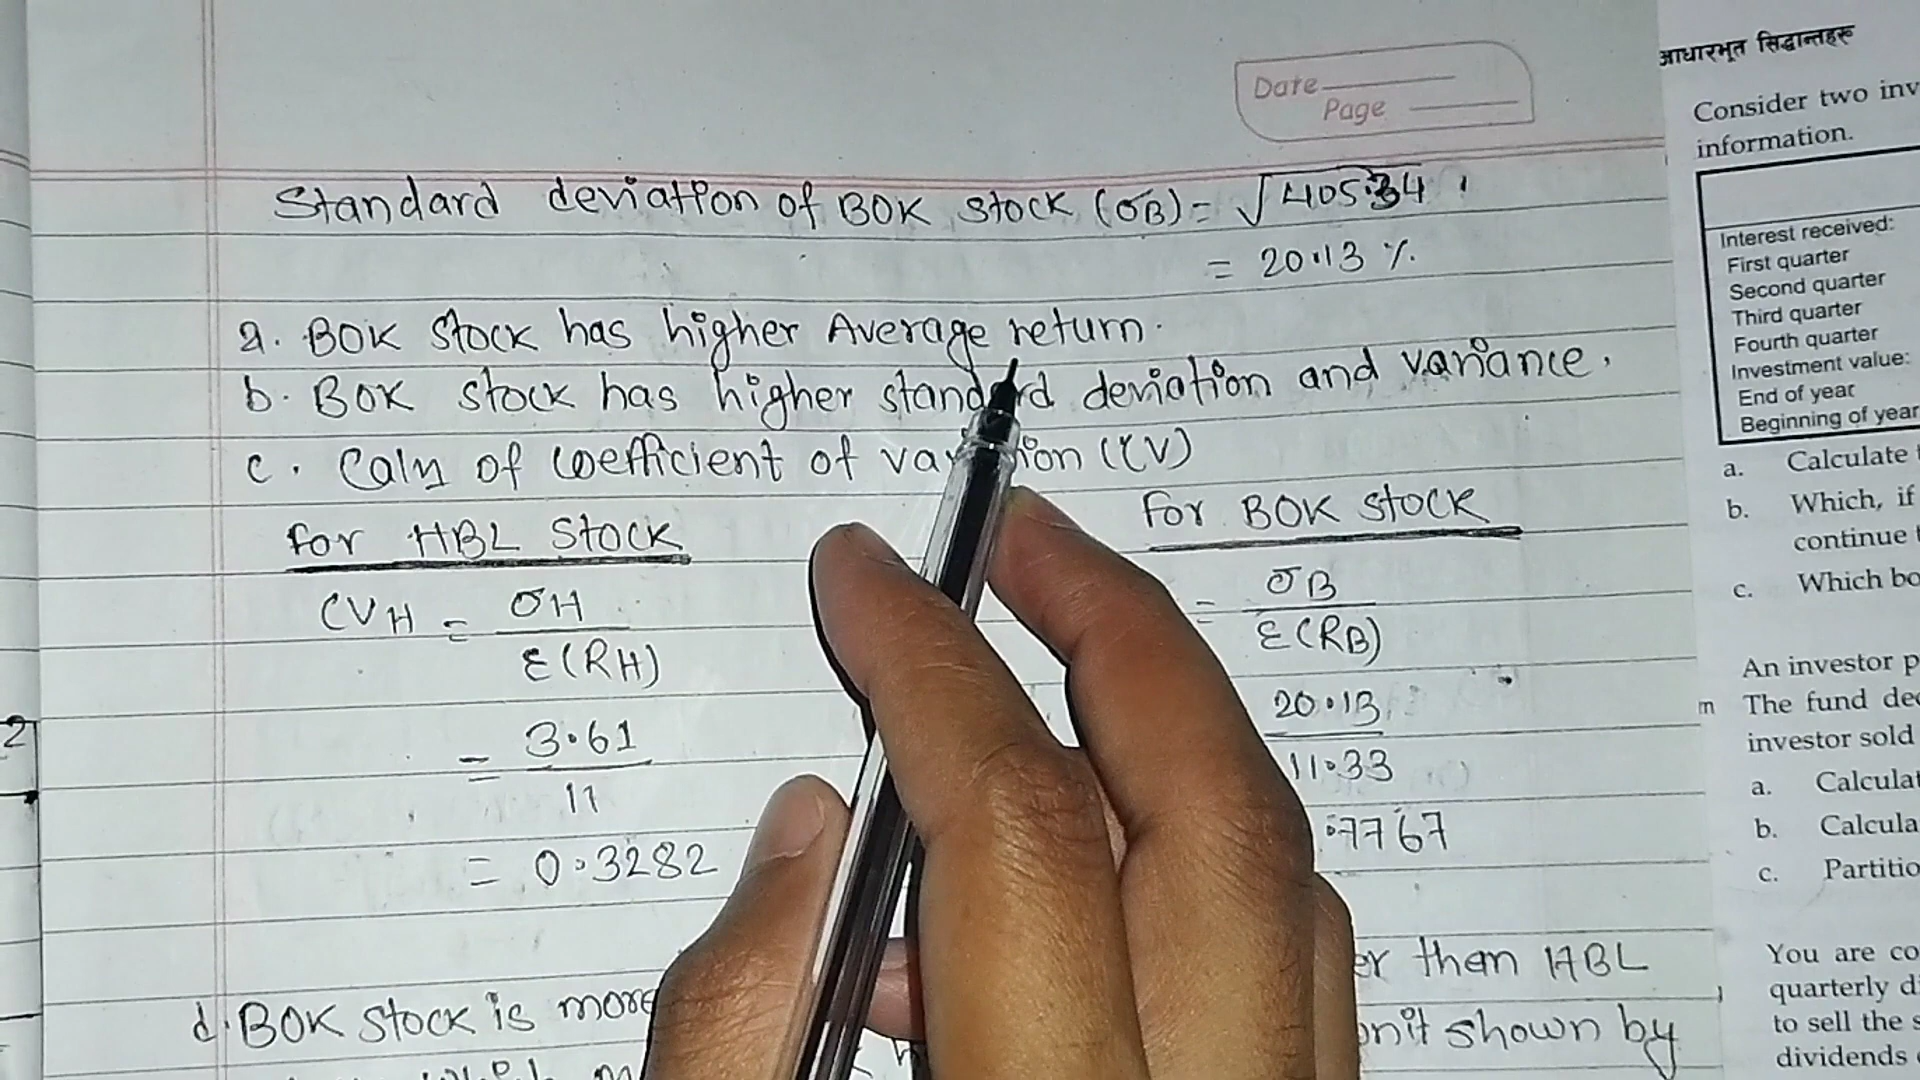 Date
Page
Standard deviation of BOK stock (σB) = √405.34
= 20.13 %.
a. BOK stock has higher Average return.
b. BOK stock has higher standard deviation and variance.
c. Caln of coefficient of va ion (CV)
for HBL stock
For BOK stock
CVH = σH / E(RH)
= σB / E(RB)
= 3.61 / 11
20.13 / 11.33
= 0.3282
.7767
er than HBL
d. BOK stock is more
shown by
2
आधारभूत सिद्धान्तहरू
Consider two inv
information.
Interest received:
First quarter
Second quarter
Third quarter
Fourth quarter
Investment value:
End of year
Beginning of year
a. Calculate
b. Which, if
continue
c. Which bo
An investor p
m The fund dec
investor sold
a. Calculat
b. Calcula
c. Partitio
You are co
quarterly di
to sell the s
dividends